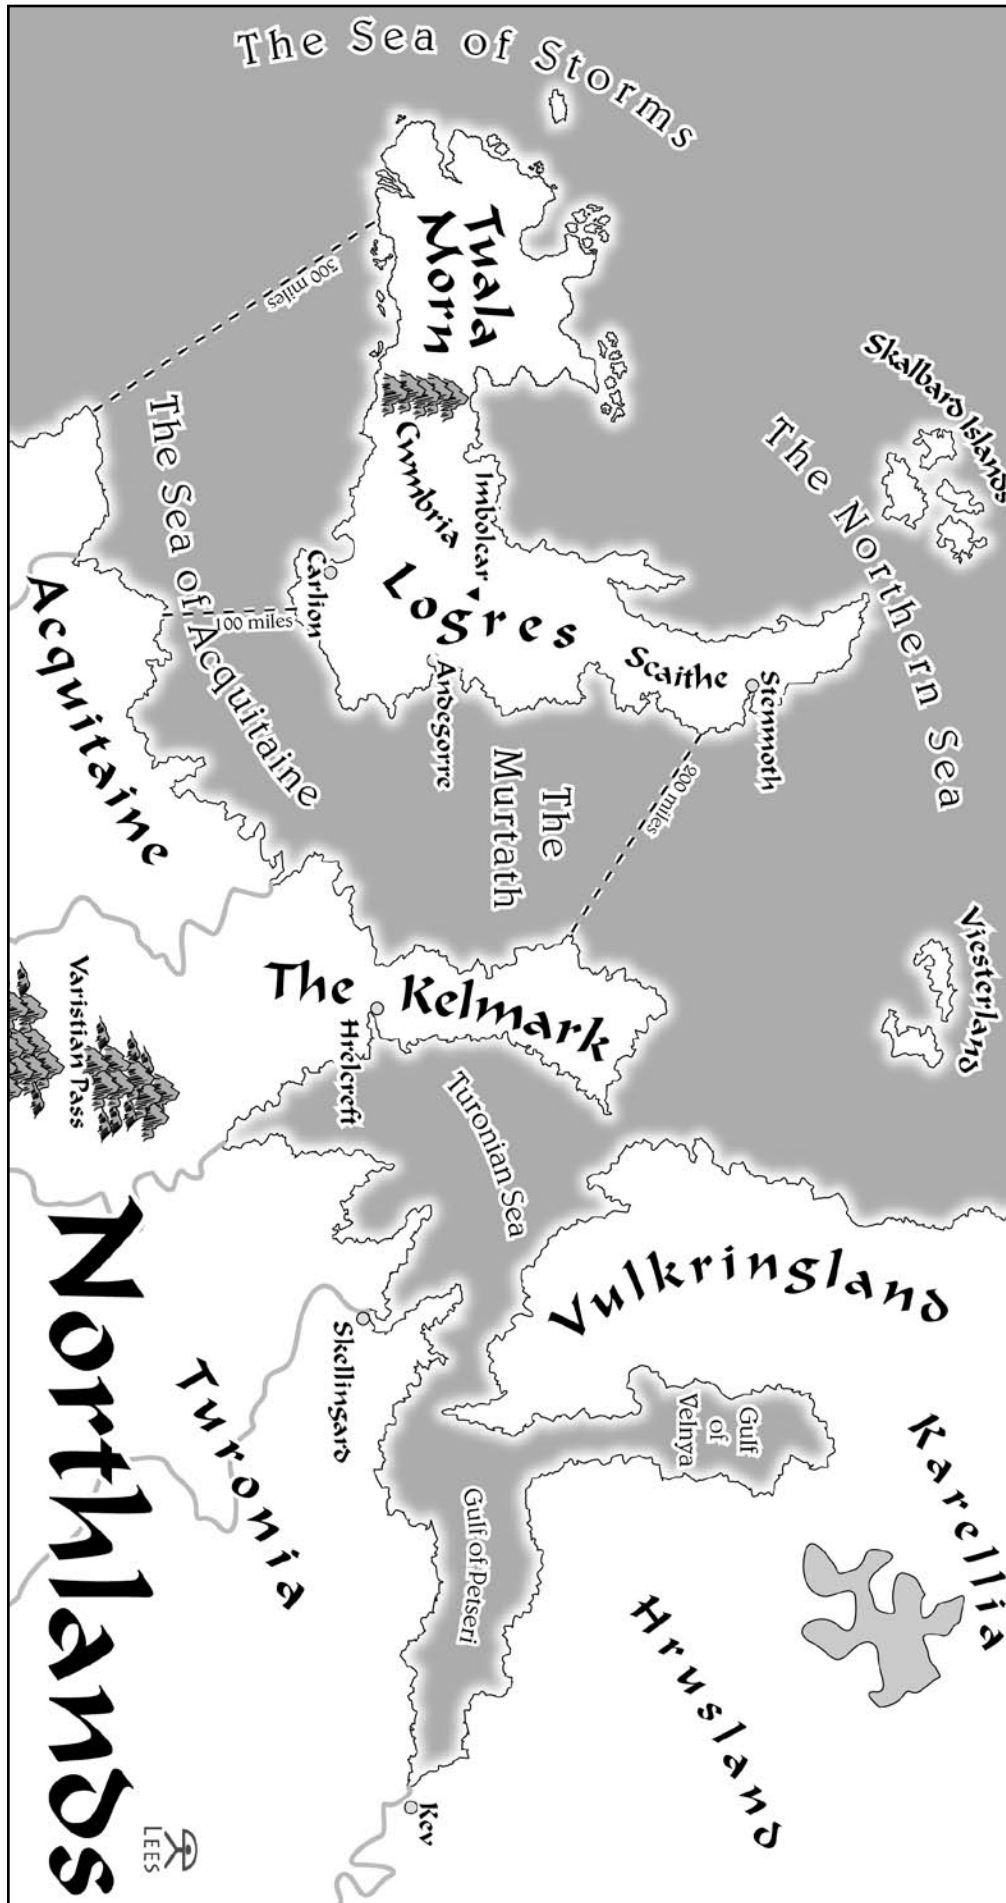 The Sea of Storms
Skalbard Islands
The Northern Sea
Viesterland
Karellia
Tuala
Morn
Imbolcar
Cwmbria
Logres
Scaithe
Stenmoth
Carlion
Andegorre
300 miles
100 miles
200 miles
The Sea of Acquitaine
The
Murtath
Acquitaine
The Kelmark
Hrelcreft
Turonian Sea
Vulkringland
Gulf
of
Velnya
Hrusland
Skellingard
Gulf of Petseri
Turonia
Kev
Varistian Pass
Northlands
LEES